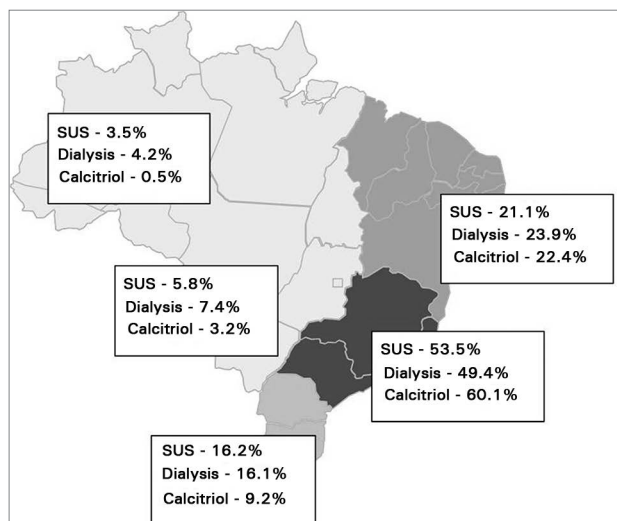 SUS - 3.5%
Dialysis - 4.2%
Calcitriol - 0.5%
SUS - 21.1%
Dialysis - 23.9%
Calcitriol - 22.4%
SUS - 5.8%
Dialysis - 7.4%
Calcitriol - 3.2%
SUS - 53.5%
Dialysis - 49.4%
Calcitriol - 60.1%
SUS - 16.2%
Dialysis - 16.1%
Calcitriol - 9.2%